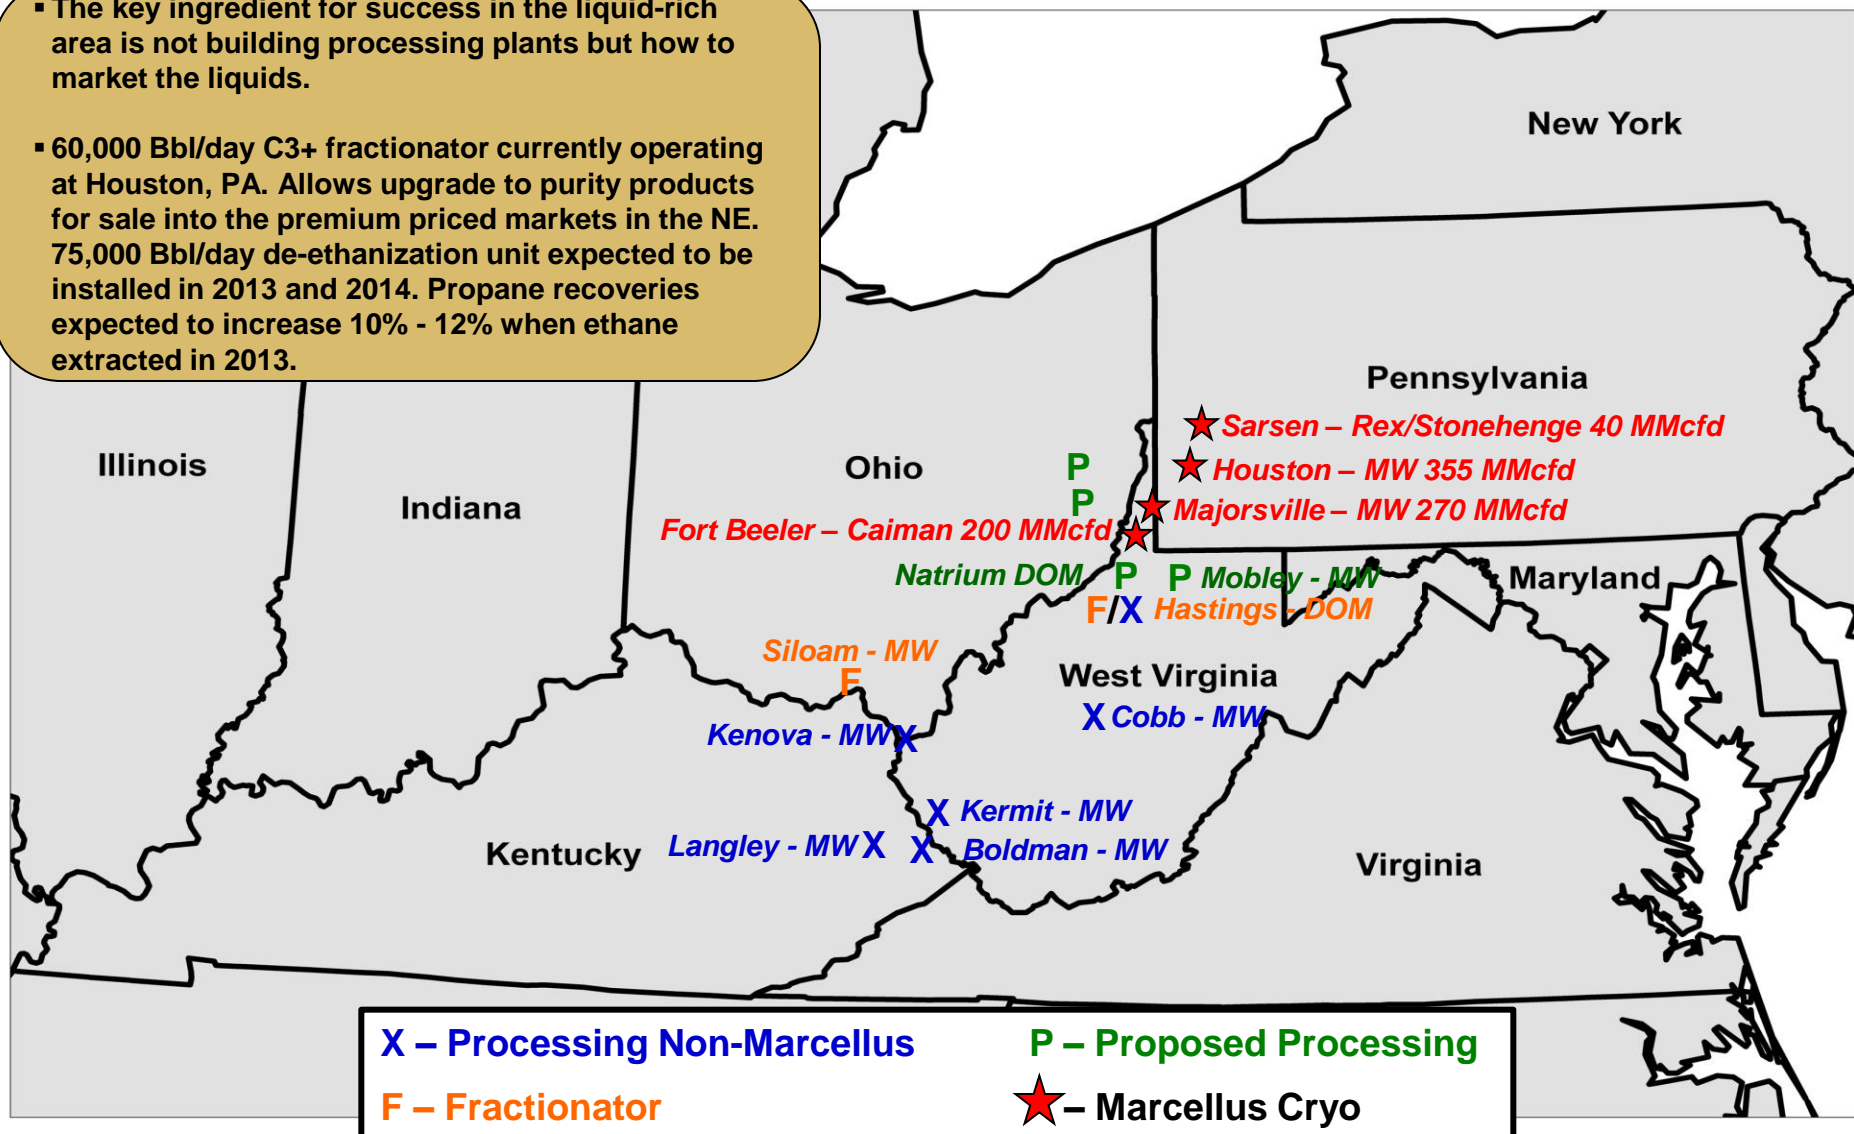 ▪ The key ingredient for success in the liquid-rich
area is not building processing plants but how to
market the liquids.
▪ 60,000 Bbl/day C3+ fractionator currently operating
at Houston, PA. Allows upgrade to purity products
for sale into the premium priced markets in the NE.
75,000 Bbl/day de-ethanization unit expected to be
installed in 2013 and 2014. Propane recoveries
expected to increase 10% - 12% when ethane
extracted in 2013.
New York
Pennsylvania
Sarsen – Rex/Stonehenge 40 MMcfd
Illinois
Ohio
P
Houston – MW 355 MMcfd
Indiana
P
Majorsville – MW 270 MMcfd
Fort Beeler – Caiman 200 MMcfd
Natrium DOM P
P Mobley - MW
Maryland
F/X Hastings - DOM
Siloam - MW
F
West Virginia
X Cobb - MW
Kenova - MW X
X Kermit - MW
Kentucky
Langley - MW X
X Boldman - MW
Virginia
X – Processing Non-Marcellus
P – Proposed Processing
F – Fractionator
– Marcellus Cryo